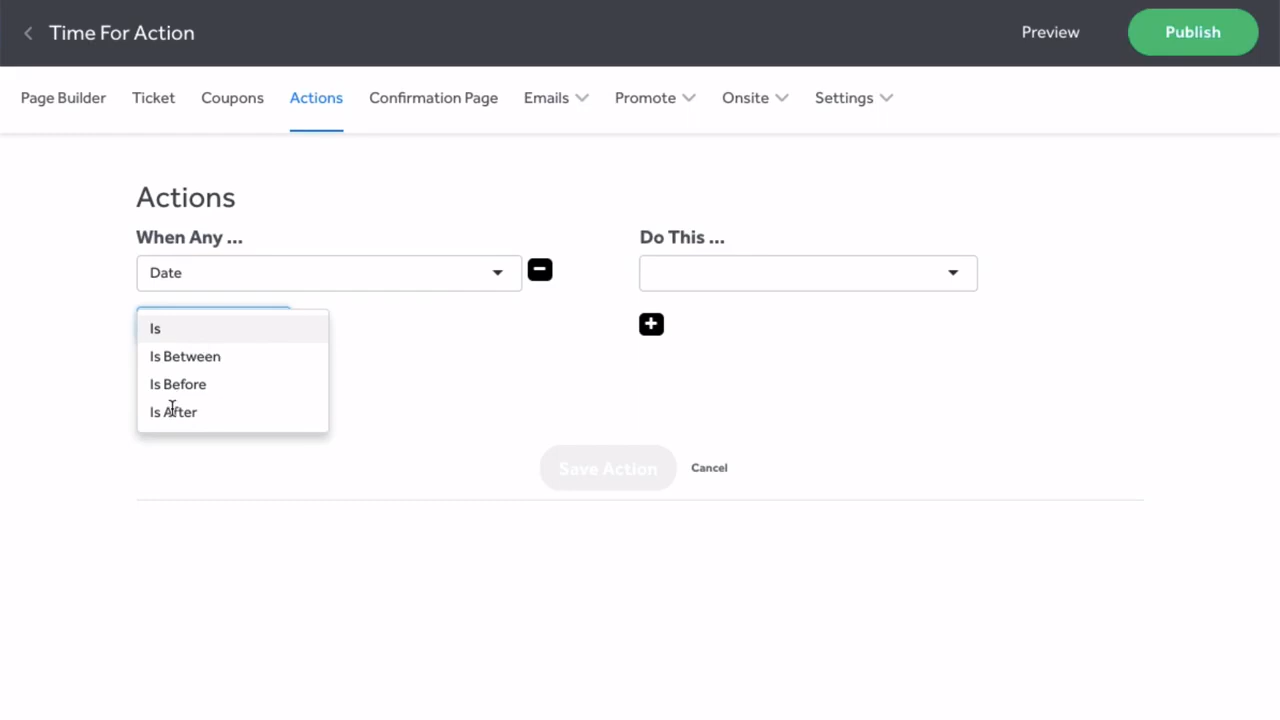 Time For Action
Preview
Publish
Page Builder
Ticket
Coupons
Actions
Confirmation Page
Emails
Promote
Onsite
Settings
Actions
When Any ...
Do This ...
Date
Is
Is Between
Is Before
Is After
Save Action
Cancel